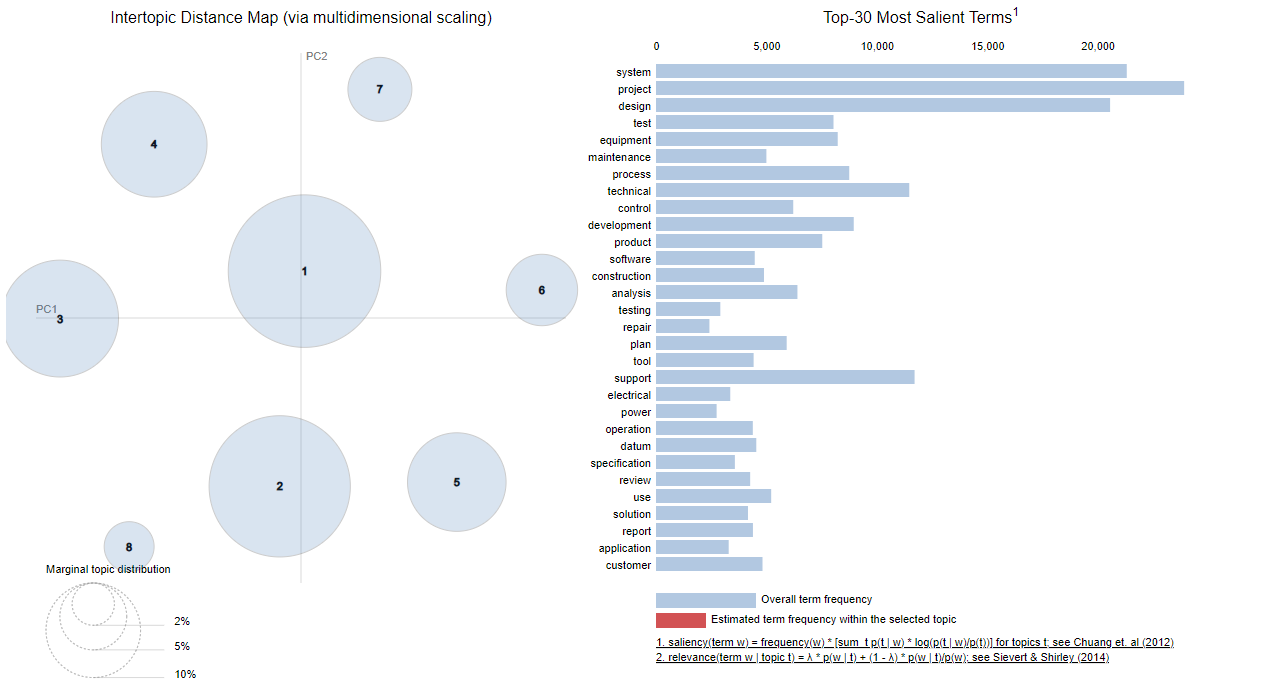 Intertopic Distance Map (via multidimensional scaling)
PC2
7
4
1
6
PC1
3
2
5
8
Marginal topic distribution
2%
5%
10%
Top-30 Most Salient Terms1
0 5,000 10,000 15,000 20,000
system
project
design
test
equipment
maintenance
process
technical
control
development
product
software
construction
analysis
testing
repair
plan
tool
support
electrical
power
operation
datum
specification
review
use
solution
report
application
customer
Overall term frequency
Estimated term frequency within the selected topic
1. saliency(term w) = frequency(w) * [sum_t p(t | w) * log(p(t | w)/p(t))] for topics t; see Chuang et. al (2012)
2. relevance(term w | topic t) = λ * p(w | t) + (1 - λ) * p(w | t)/p(w); see Sievert & Shirley (2014)